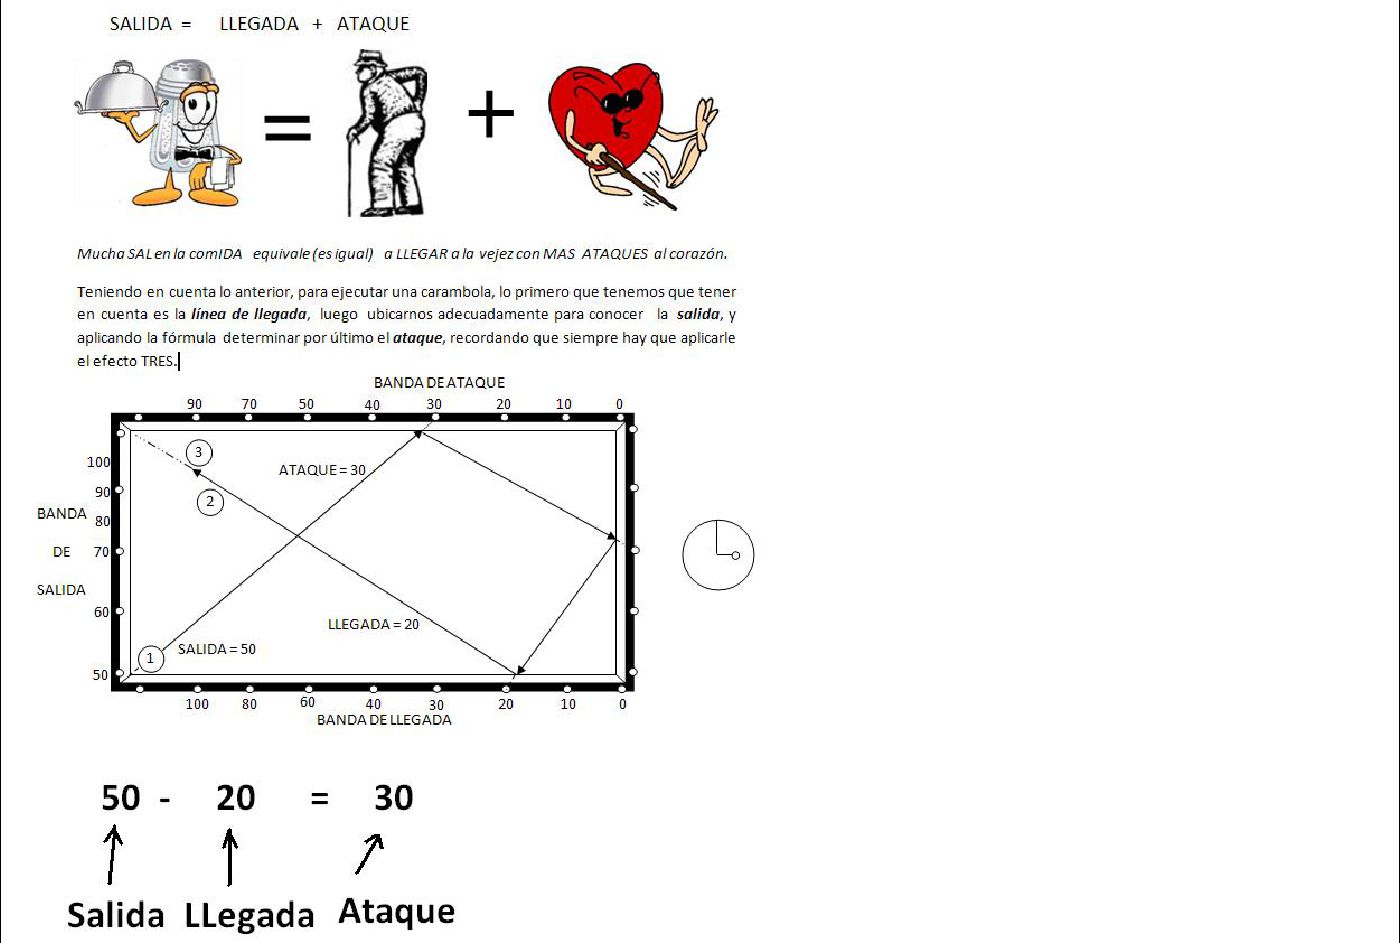 SALIDA = LLEGADA + ATAQUE
= +
Mucha SAL en la comIDA equivale (es igual) a LLEGAR a la vejez con MAS ATAQUES al corazón.
Teniendo en cuenta lo anterior, para ejecutar una carambola, lo primero que tenemos que tener
en cuenta es la línea de llegada, luego ubicarnos adecuadamente para conocer la salida, y
aplicando la fórmula determinar por último el ataque, recordando que siempre hay que aplicarle
el efecto TRES.
BANDA DE ATAQUE
90 70 50 40 30 20 10 0
3
100
ATAQUE = 30
90
2
BANDA
80
DE
70
SALIDA
60
LLEGADA = 20
SALIDA = 50
1
50
100 80 60 40 30 20 10 0
BANDA DE LLEGADA
50 - 20 = 30
Salida LLegada Ataque